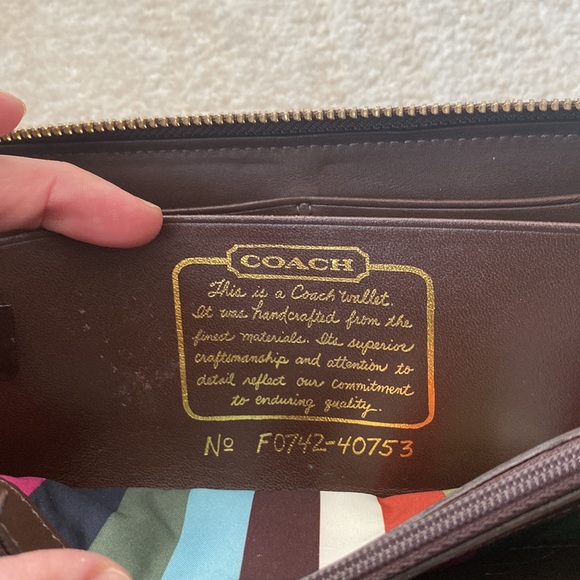 COACH
This is a Coach wallet.
It was handcrafted from the
finest materials. Its superior
craftsmanship and attention to
detail reflect our commitment
to enduring quality.
Nº F0742-40753